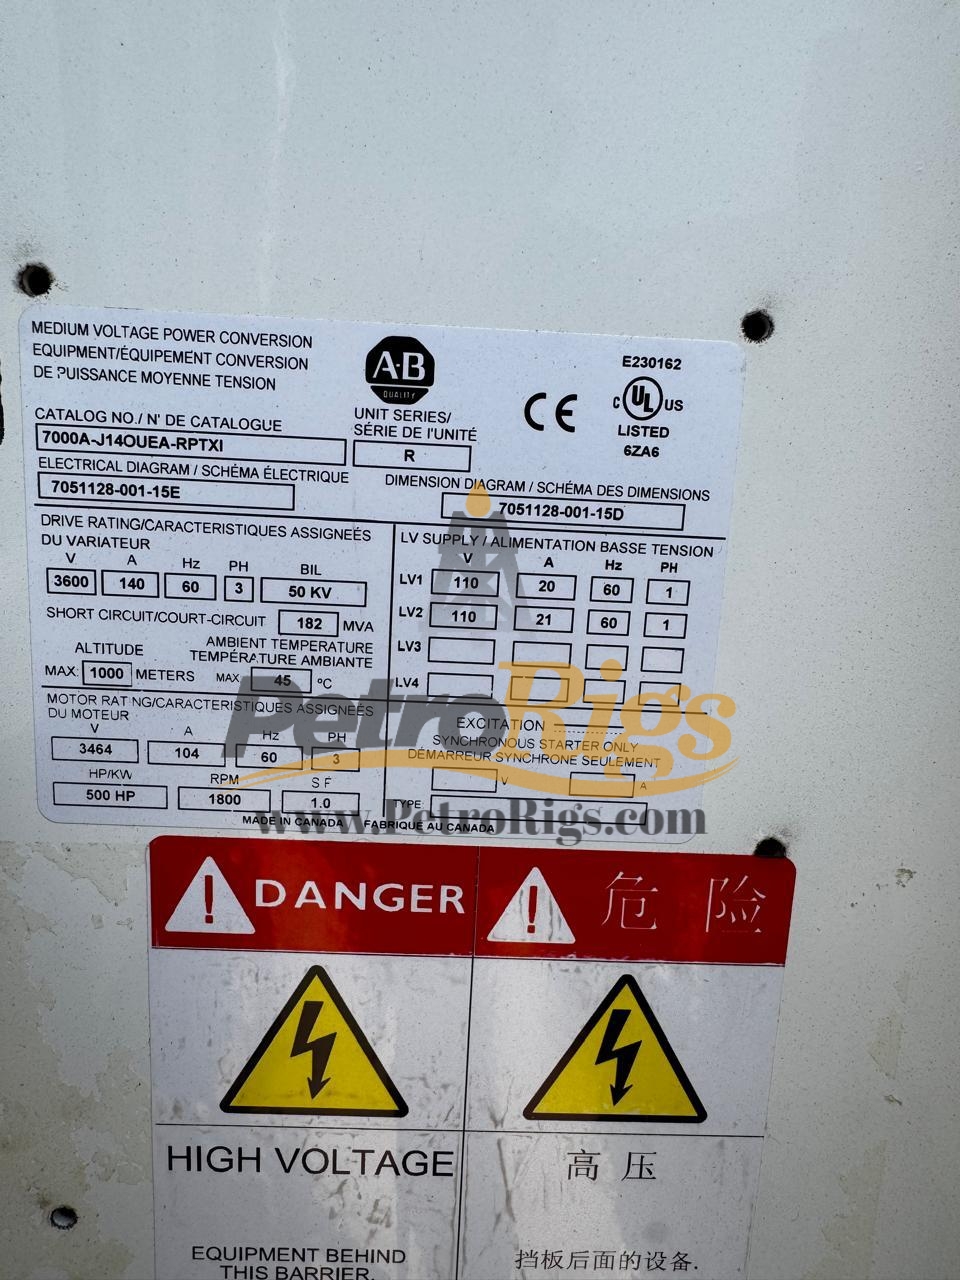 MEDIUM VOLTAGE POWER CONVERSION
EQUIPMENT/ÉQUIPEMENT CONVERSION
DE PUISSANCE MOYENNE TENSION
A-B
QUALITY
E230162
CE
C UL US
LISTED
6ZA6
CATALOG NO./ N' DE CATALOGUE
7000A-J14OUEA-RPTXI
UNIT SERIES/
SÉRIE DE l'UNITÉ
R
ELECTRICAL DIAGRAM / SCHÉMA ÉLECTRIQUE
7051128-001-15E
DIMENSION DIAGRAM / SCHÉMA DES DIMENSIONS
7051128-001-15D
DRIVE RATING/CARACTERISTIQUES ASSIGNEÉS
DU VARIATEUR
V A Hz PH BIL
3600 140 60 3 50 KV
SHORT CIRCUIT/COURT-CIRCUIT 182 MVA
ALTITUDE
AMBIENT TEMPERATURE
TEMPÉRATURE AMBIANTE
MAX: 1000 METERS MAX 45 ºC
LV SUPPLY / ALIMENTATION BASSE TENSION
V A Hz PH
LV1 110 20 60 1
LV2 110 21 60 1
LV3
LV4
MOTOR RATING/CARACTÉRISTIQUES ASSIGNÉES
DU MOTEUR
V A Hz PH
3464 104 60 3
HP/KW RPM S F
500 HP 1800 1.0
EXCITATION
SYNCHRONOUS STARTER ONLY
DÉMARREUR SYNCHRONE SEULEMENT
V A
TYPE:
MADE IN CANADA FABRIQUE AU CANADA
PetroRigs
www.PetroRigs.com
DANGER
危 险
HIGH VOLTAGE
高 压
EQUIPMENT BEHIND
THIS BARRIER.
挡板后面的设备.